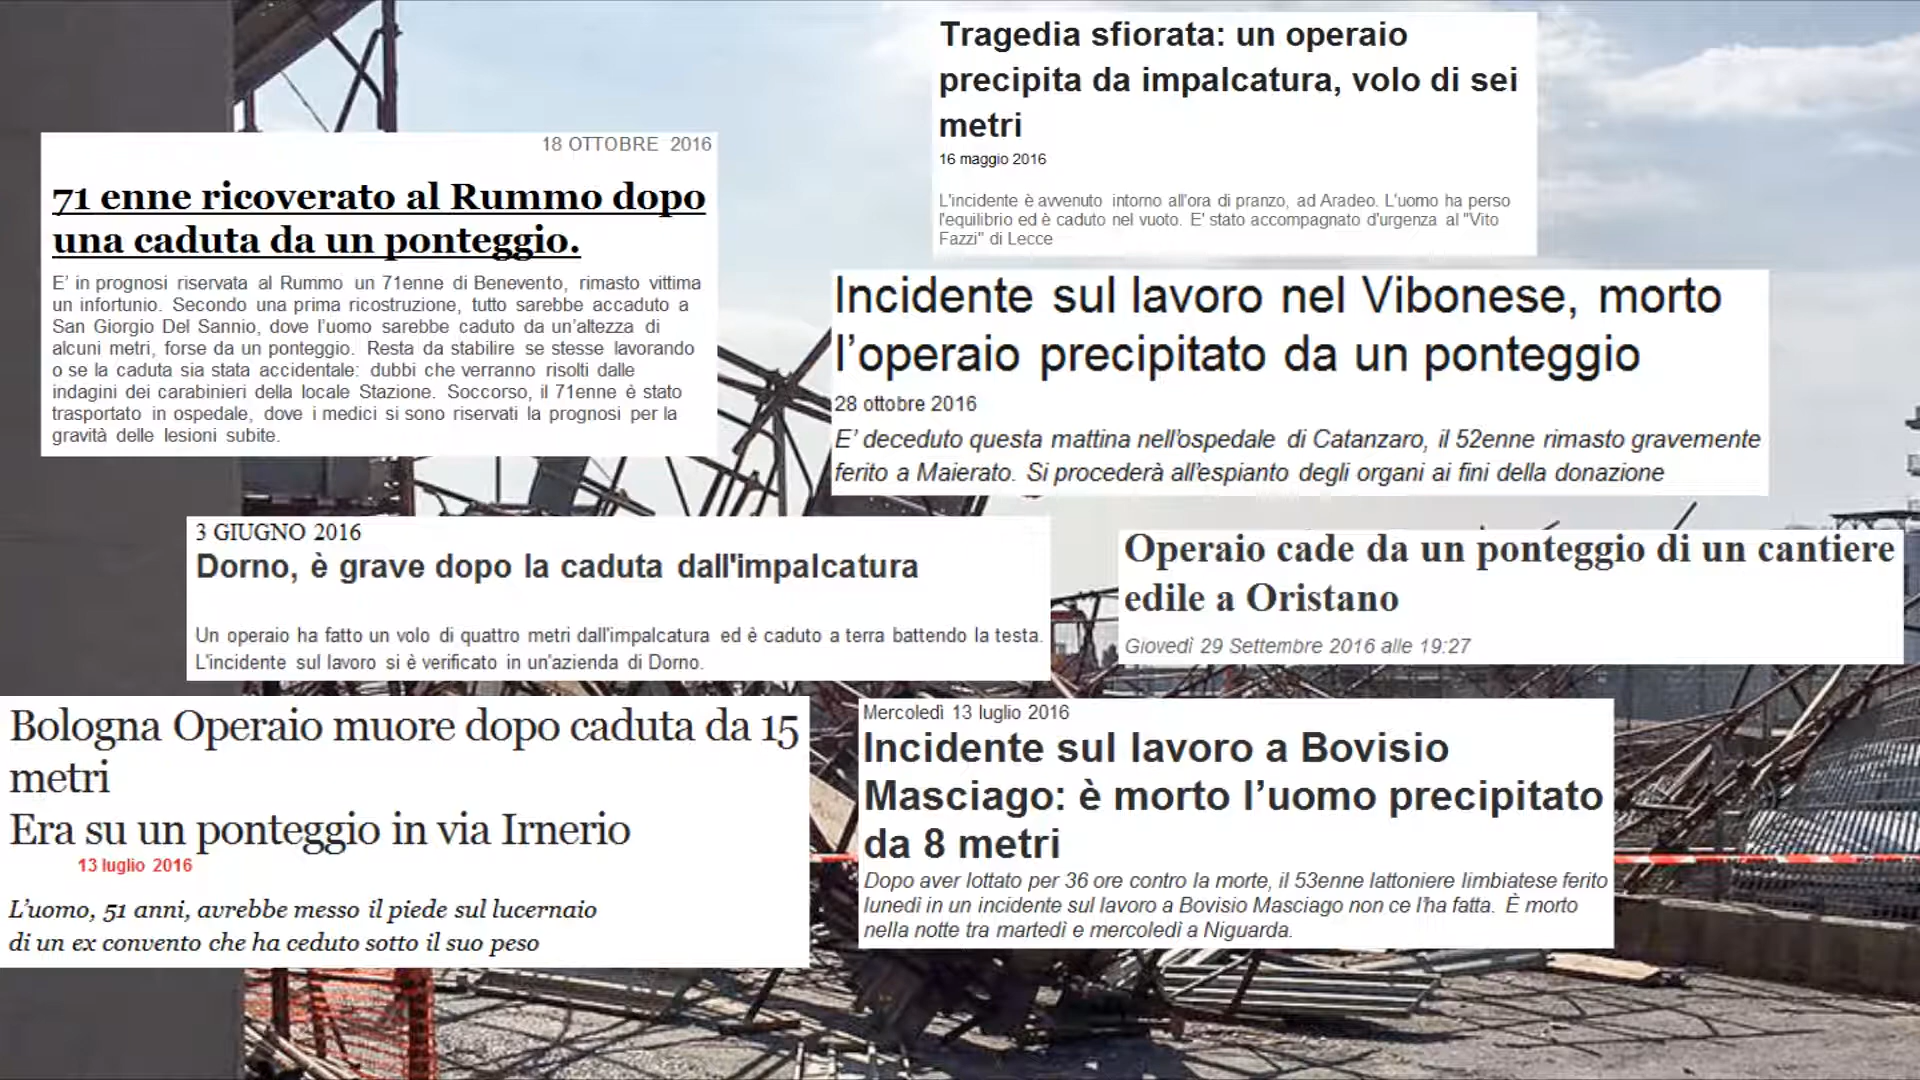 18 OTTOBRE 2016
71 enne ricoverato al Rummo dopo
una caduta da un ponteggio.
E' in prognosi riservata al Rummo un 71enne di Benevento, rimasto vittima
un infortunio. Secondo una prima ricostruzione, tutto sarebbe accaduto a
San Giorgio Del Sannio, dove l'uomo sarebbe caduto da un'altezza di
alcuni metri, forse da un ponteggio. Resta da stabilire se stesse lavorando
o se la caduta sia stata accidentale: dubbi che verranno risolti dalle
indagini dei carabinieri della locale Stazione. Soccorso, il 71enne è stato
trasportato in ospedale, dove i medici si sono riservati la prognosi per la
gravità delle lesioni subite.
Tragedia sfiorata: un operaio
precipita da impalcatura, volo di sei
metri
16 maggio 2016
L'incidente è avvenuto intorno all'ora di pranzo, ad Aradeo. L'uomo ha perso
l'equilibrio ed è caduto nel vuoto. E' stato accompagnato d'urgenza al "Vito
Fazzi" di Lecce
Incidente sul lavoro nel Vibonese, morto
l'operaio precipitato da un ponteggio
28 ottobre 2016
E' deceduto questa mattina nell'ospedale di Catanzaro, il 52enne rimasto gravemente
ferito a Maierato. Si procederà all'espianto degli organi ai fini della donazione
3 GIUGNO 2016
Dorno, è grave dopo la caduta dall'impalcatura
Un operaio ha fatto un volo di quattro metri dall'impalcatura ed è caduto a terra battendo la testa.
L'incidente sul lavoro si è verificato in un'azienda di Dorno.
Operaio cade da un ponteggio di un cantiere
edile a Oristano
Giovedì 29 Settembre 2016 alle 19:27
Bologna Operaio muore dopo caduta da 15
metri
Era su un ponteggio in via Irnerio
13 luglio 2016
L'uomo, 51 anni, avrebbe messo il piede sul lucernaio
di un ex convento che ha ceduto sotto il suo peso
Mercoledì 13 luglio 2016
Incidente sul lavoro a Bovisio
Masciago: è morto l'uomo precipitato
da 8 metri
Dopo aver lottato per 36 ore contro la morte, il 53enne lattoniere limbiatese ferito
lunedì in un incidente sul lavoro a Bovisio Masciago non ce l'ha fatta. È morto
nella notte tra martedì e mercoledì a Niguarda.